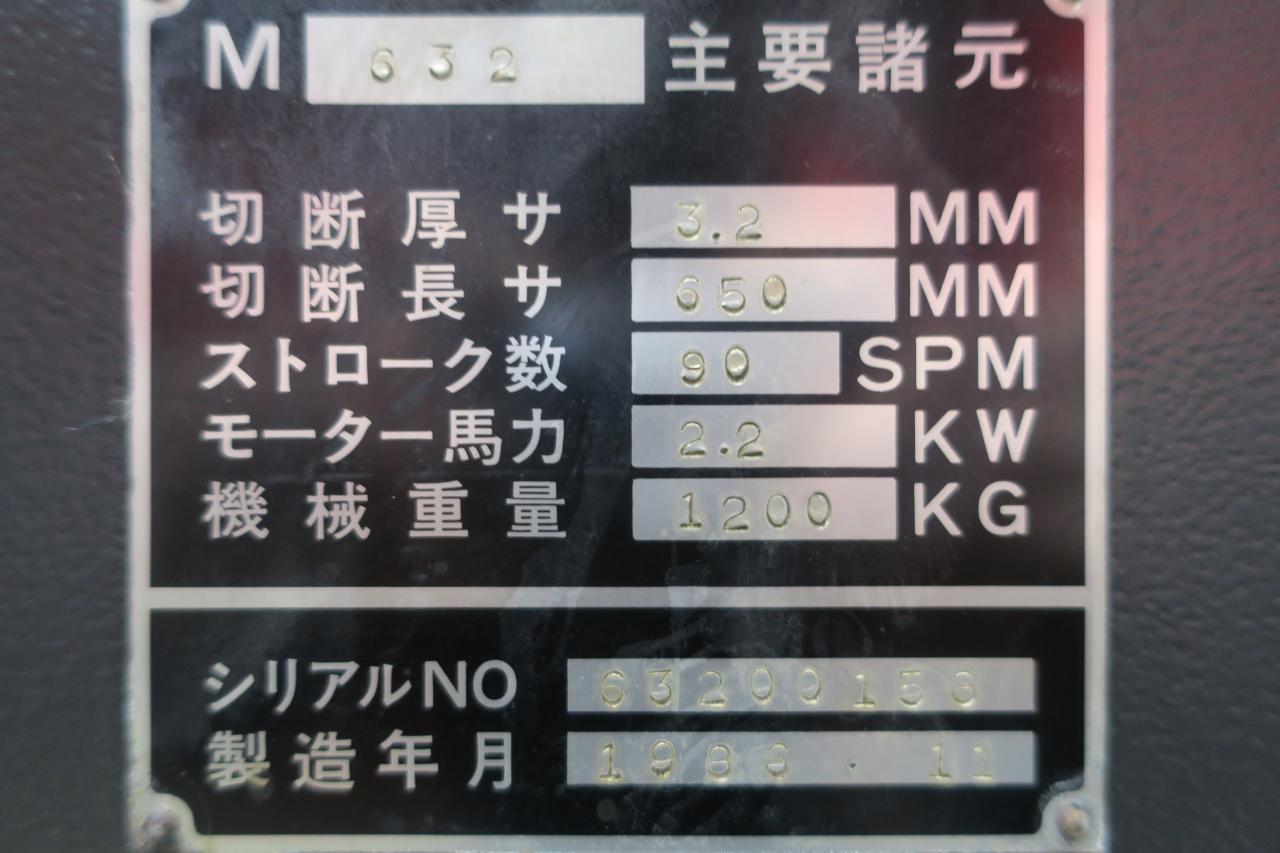 M 632 主要諸元
切断厚サ 3.2 MM
切断長サ 650 MM
ストローク数 90 SPM
モーター馬力 2.2 KW
機械重量 1200 KG
シリアルNO
製造年月 1986 . 11